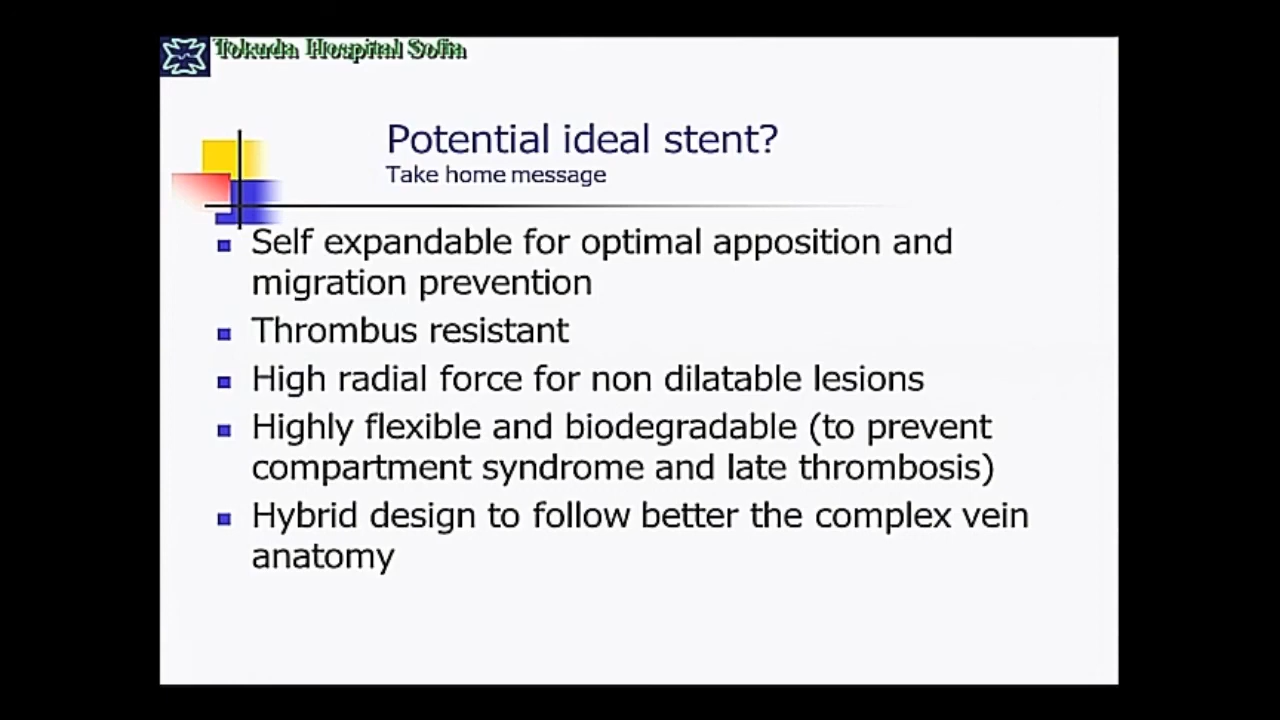 Tokuda Hospital Sofia
Potential ideal stent?
Take home message
Self expandable for optimal apposition and
migration prevention
Thrombus resistant
High radial force for non dilatable lesions
Highly flexible and biodegradable (to prevent
compartment syndrome and late thrombosis)
Hybrid design to follow better the complex vein
anatomy